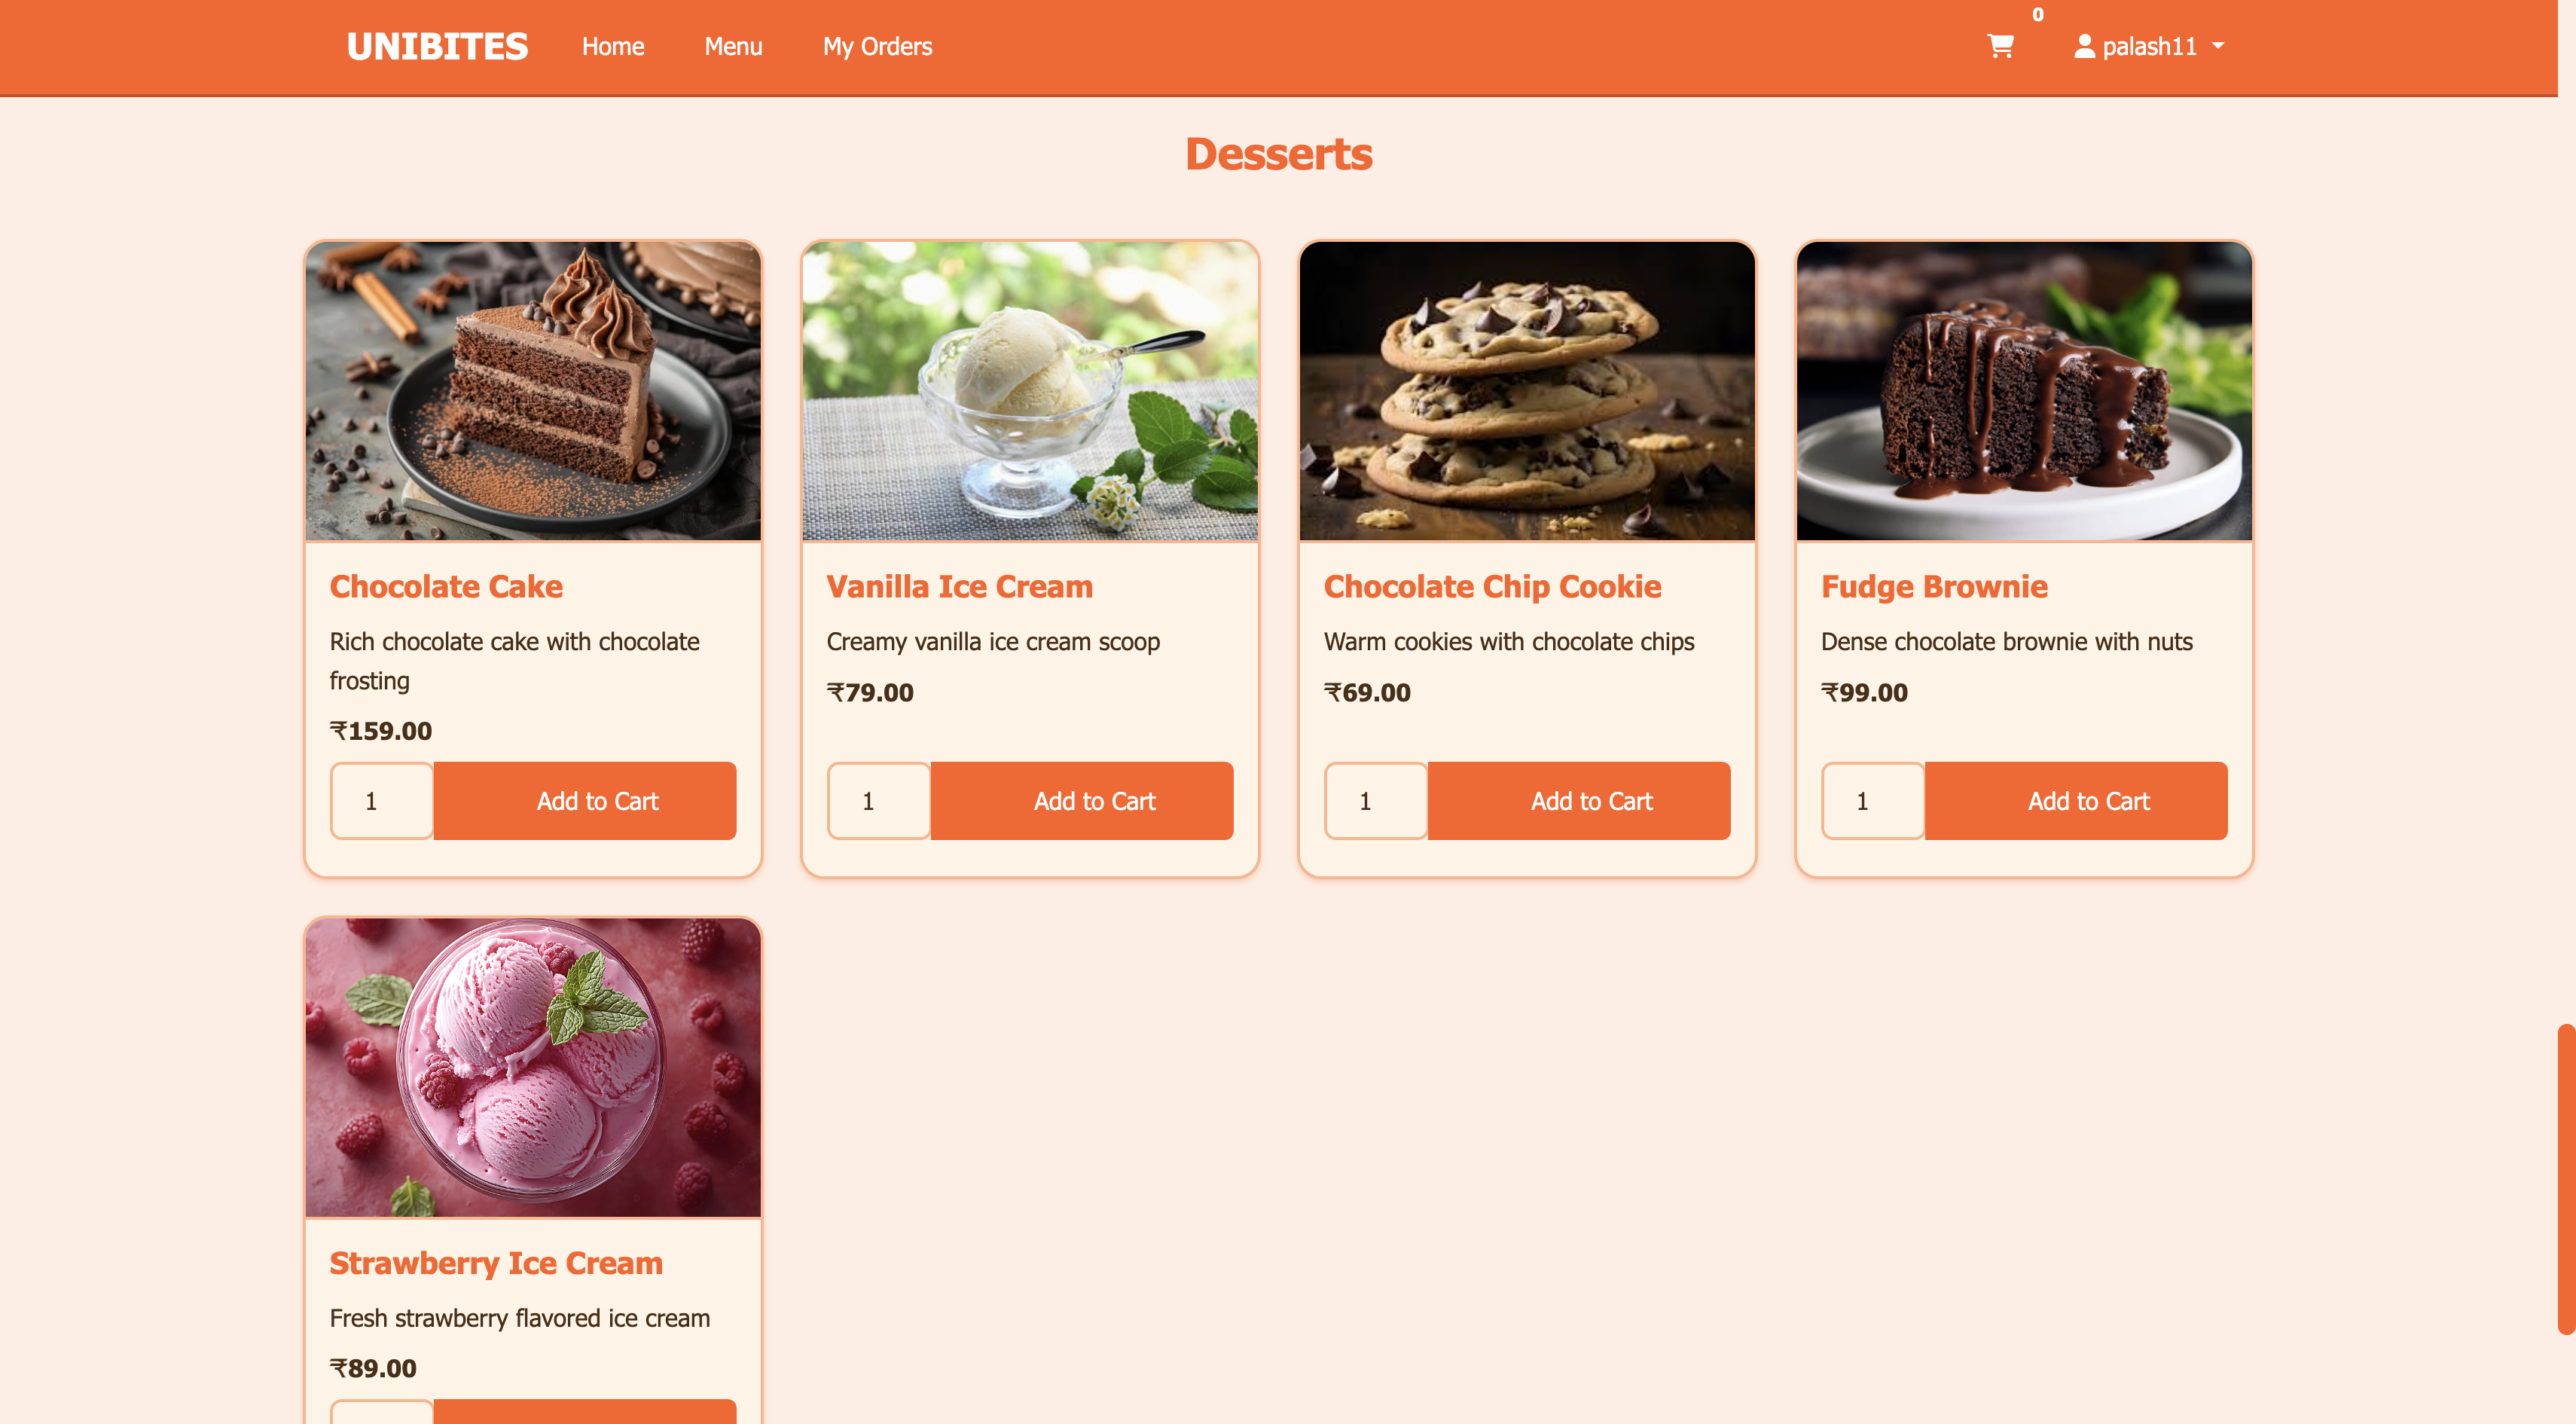 UNIBITES Home Menu My Orders 0 palash11
Desserts
Chocolate Cake
Rich chocolate cake with chocolate
frosting
₹159.00
1 Add to Cart
Vanilla Ice Cream
Creamy vanilla ice cream scoop
₹79.00
1 Add to Cart
Chocolate Chip Cookie
Warm cookies with chocolate chips
₹69.00
1 Add to Cart
Fudge Brownie
Dense chocolate brownie with nuts
₹99.00
1 Add to Cart
Strawberry Ice Cream
Fresh strawberry flavored ice cream
₹89.00